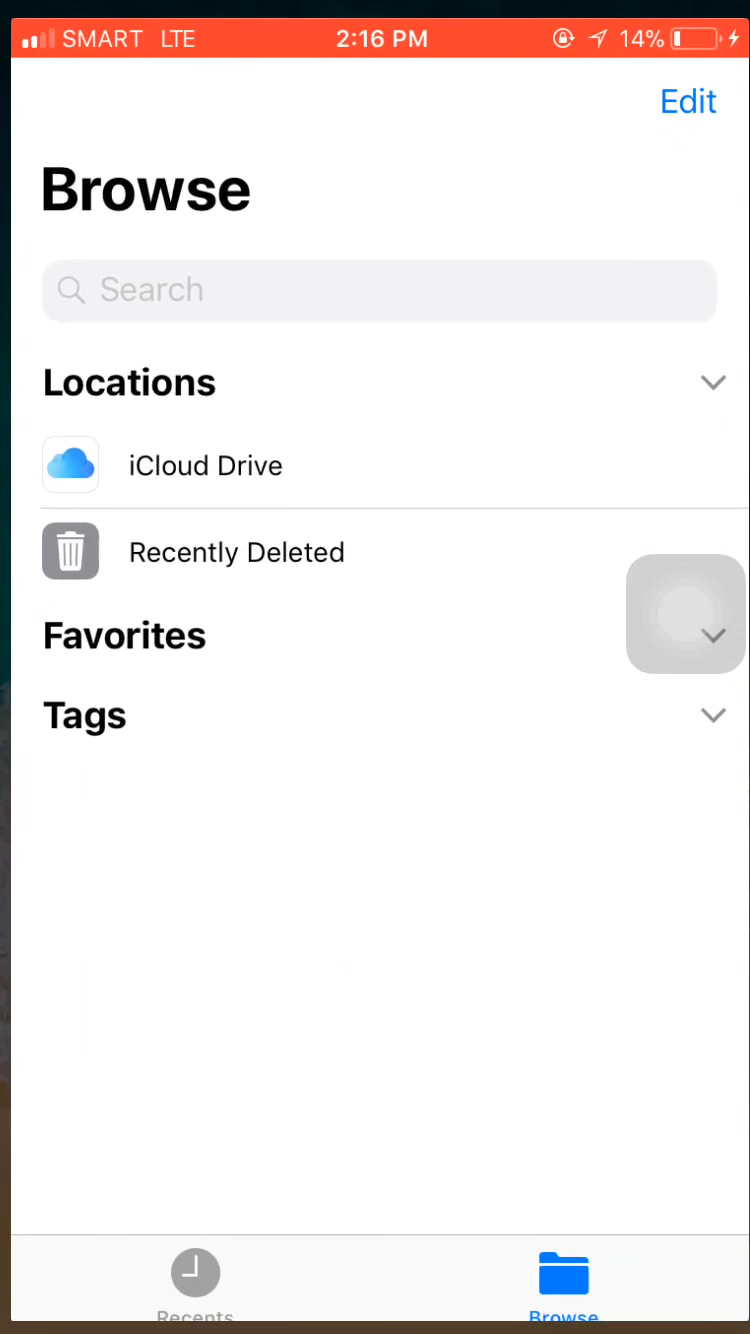 SMART LTE 2:16 PM 14%
Edit
Browse
Search
Locations
iCloud Drive
Recently Deleted
Favorites
Tags
Recents Browse